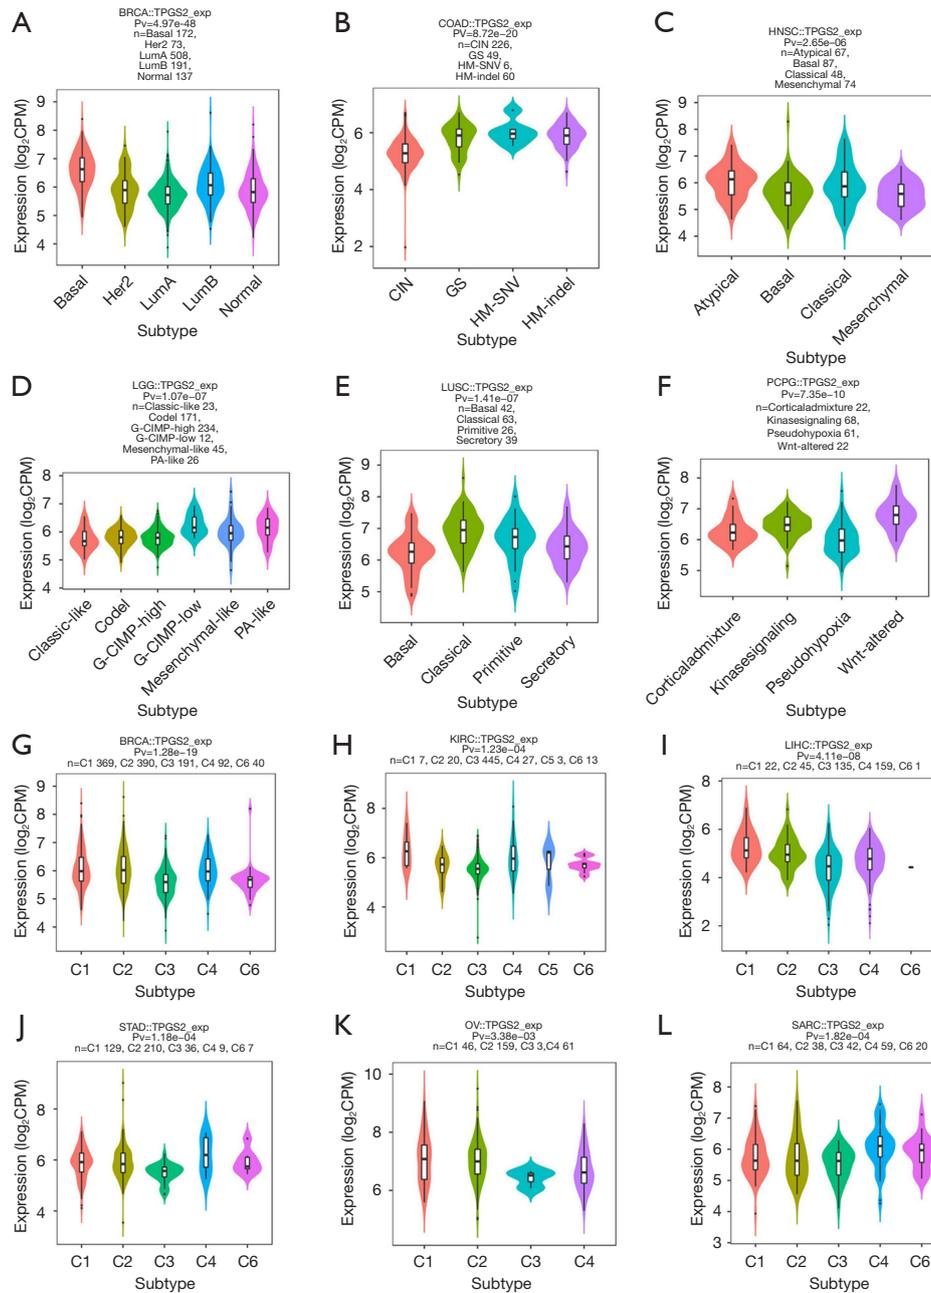 A
BRCA::TPGS2_exp
Pv=4.97e-48
n=Basal 172,
Her2 73,
LumA 508,
LumB 191,
Normal 137
Expression (log₂CPM)
9
8
7
6
5
4
Basal
Her2
LumA
LumB
Normal
Subtype
B
COAD::TPGS2_exp
PV=8.72e-20
n=CIN 226,
GS 49,
HM-SNV 6,
HM-indel 60
Expression (log₂CPM)
6
4
2
CIN
GS
HM-SNV
HM-indel
Subtype
C
HNSC::TPGS2_exp
Pv=2.65e-06
n=Atypical 67,
Basal 87,
Classical 48,
Mesenchymal 74
Expression (log₂CPM)
9
8
7
6
5
4
Atypical
Basal
Classical
Mesenchymal
Subtype
D
LGG::TPGS2_exp
Pv=1.07e-07
n=Classic-like 23,
Codel 171,
G-CIMP-high 234,
G-CIMP-low 12,
Mesenchymal-like 45,
PA-like 26
Expression (log₂CPM)
8
7
6
5
4
Classic-like
Codel
G-CIMP-high
G-CIMP-low
Mesenchymal-like
PA-like
Subtype
E
LUSC::TPGS2_exp
Pv=1.41e-07
n=Basal 42,
Classical 63,
Primitive 26,
Secretory 39
Expression (log₂CPM)
9
8
7
6
5
Basal
Classical
Primitive
Secretory
Subtype
F
PCPG::TPGS2_exp
Pv=7.35e-10
n=Corticaladmixture 22,
Kinasesignaling 68,
Pseudohypoxia 61,
Wnt-altered 22
Expression (log₂CPM)
8
7
6
5
Corticaladmixture
Kinasesignaling
Pseudohypoxia
Wnt-altered
Subtype
G
BRCA::TPGS2_exp
Pv=1.28e-19
n=C1 369, C2 390, C3 191, C4 92, C6 40
Expression (log₂CPM)
9
8
7
6
5
4
C1 C2 C3 C4 C6
Subtype
H
KIRC::TPGS2_exp
Pv=1.23e-04
n=C1 7, C2 20, C3 445, C4 27, C5 3, C6 13
Expression (log₂CPM)
8
6
4
C1 C2 C3 C4 C5 C6
Subtype
I
LIHC::TPGS2_exp
Pv=4.11e-08
n=C1 22, C2 45, C3 135, C4 159, C6 1
Expression (log₂CPM)
8
6
4
2
C1 C2 C3 C4 C6
Subtype
J
STAD::TPGS2_exp
Pv=1.18e-04
n=C1 129, C2 210, C3 36, C4 9, C6 7
Expression (log₂CPM)
8
6
4
C1 C2 C3 C4 C6
Subtype
K
OV::TPGS2_exp
Pv=3.38e-03
n=C1 46, C2 159, C3 3,C4 61
Expression (log₂CPM)
10
8
6
C1 C2 C3 C4
Subtype
L
SARC::TPGS2_exp
Pv=1.82e-04
n=C1 64, C2 38, C3 42, C4 59, C6 20
Expression (log₂CPM)
8
7
6
5
4
3
C1 C2 C3 C4 C6
Subtype